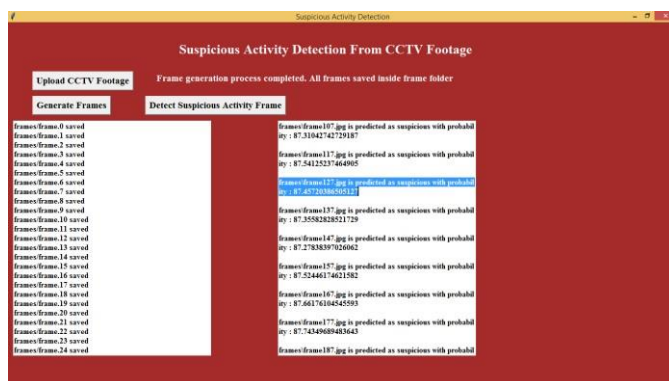 Suspicious Activity Detection
Suspicious Activity Detection From CCTV Footage
Upload CCTV Footage
Frame generation process completed. All frames saved inside frame folder
Generate Frames
Detect Suspicious Activity Frame
frames/frame.0 saved
frames/frame.1 saved
frames/frame.2 saved
frames/frame.3 saved
frames/frame.4 saved
frames/frame.5 saved
frames/frame.6 saved
frames/frame.7 saved
frames/frame.8 saved
frames/frame.9 saved
frames/frame.10 saved
frames/frame.11 saved
frames/frame.12 saved
frames/frame.13 saved
frames/frame.14 saved
frames/frame.15 saved
frames/frame.16 saved
frames/frame.17 saved
frames/frame.18 saved
frames/frame.19 saved
frames/frame.20 saved
frames/frame.21 saved
frames/frame.22 saved
frames/frame.23 saved
frames/frame.24 saved
frames\frame107.jpg is predicted as suspicious with probabil
ity : 87.31042742729187
frames\frame117.jpg is predicted as suspicious with probabil
ity : 87.54125237464905
frames\frame127.jpg is predicted as suspicious with probabil
ity : 87.45720386505127
frames\frame137.jpg is predicted as suspicious with probabil
ity : 87.35582828521729
frames\frame147.jpg is predicted as suspicious with probabil
ity : 87.27838397026062
frames\frame157.jpg is predicted as suspicious with probabil
ity : 87.52446174621582
frames\frame167.jpg is predicted as suspicious with probabil
ity : 87.66176104545593
frames\frame177.jpg is predicted as suspicious with probabil
ity : 87.74349689483643
frames\frame187.jpg is predicted as suspicious with probabil